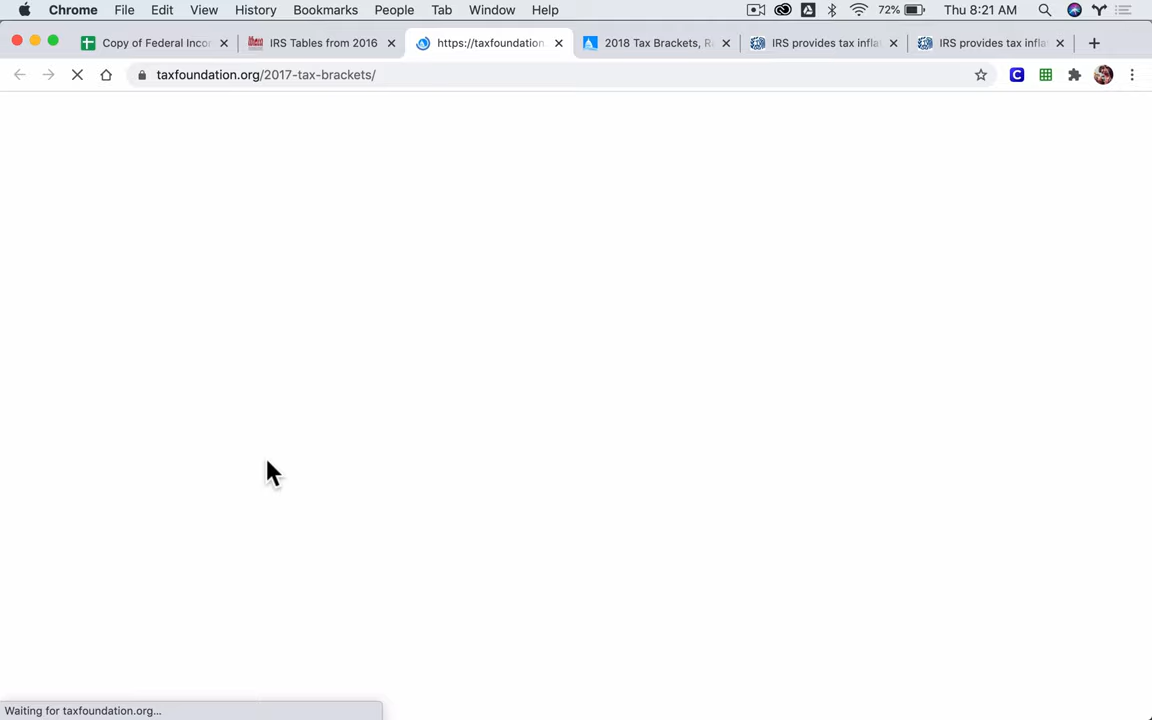 Chrome File Edit View History Bookmarks People Tab Window Help 72% Thu 8:21 AM
Copy of Federal Inco IRS Tables from 2016 https://taxfoundation. 2018 Tax Brackets, R IRS provides tax infla IRS provides tax infla
taxfoundation.org/2017-tax-brackets/
Waiting for taxfoundation.org...